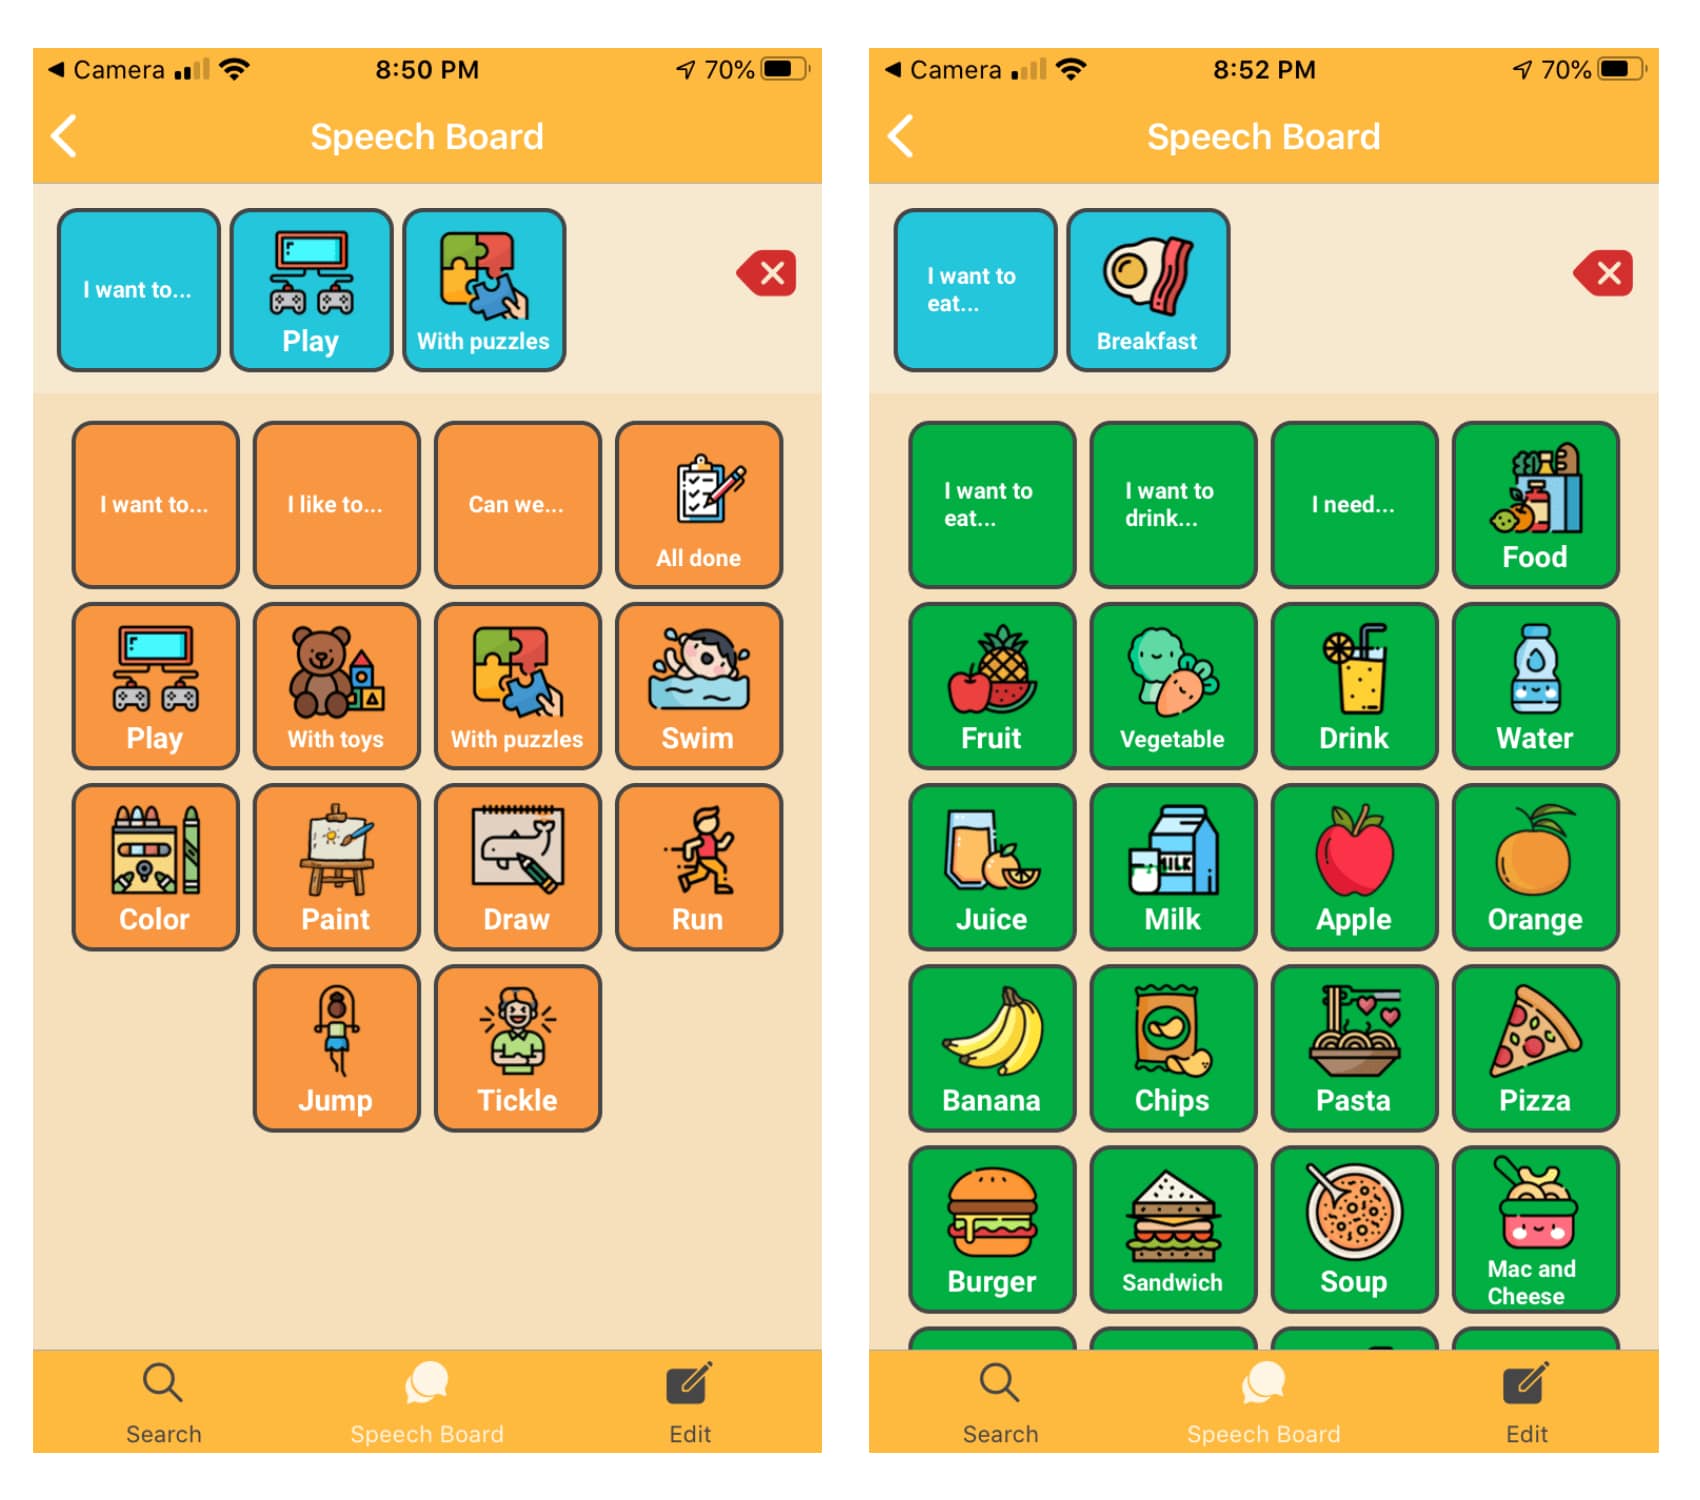 Camera
8:50 PM
70%
Speech Board
I want to...
Play
With puzzles
I want to...
I like to...
Can we...
All done
Play
With toys
With puzzles
Swim
Color
Paint
Draw
Run
Jump
Tickle
Search
Speech Board
Edit
Camera
8:52 PM
70%
Speech Board
I want to
eat...
Breakfast
I want to
eat...
I want to
drink...
I need...
Food
Fruit
Vegetable
Drink
Water
Juice
MILK
Milk
Apple
Orange
Banana
Chips
Pasta
Pizza
Burger
Sandwich
Soup
Mac and
Cheese
Search
Speech Board
Edit